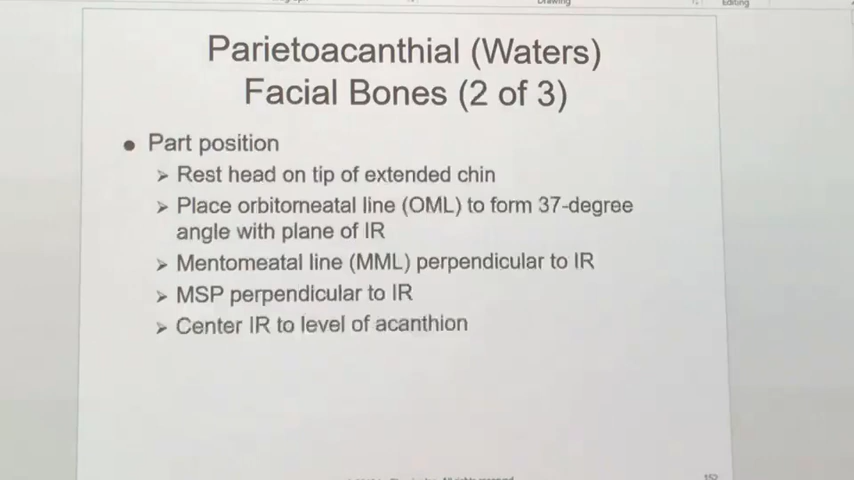 Drawing
Editing
Parietoacanthial (Waters)
Facial Bones (2 of 3)
● Part position
➢ Rest head on tip of extended chin
➢ Place orbitomeatal line (OML) to form 37-degree
angle with plane of IR
➢ Mentomeatal line (MML) perpendicular to IR
➢ MSP perpendicular to IR
➢ Center IR to level of acanthion